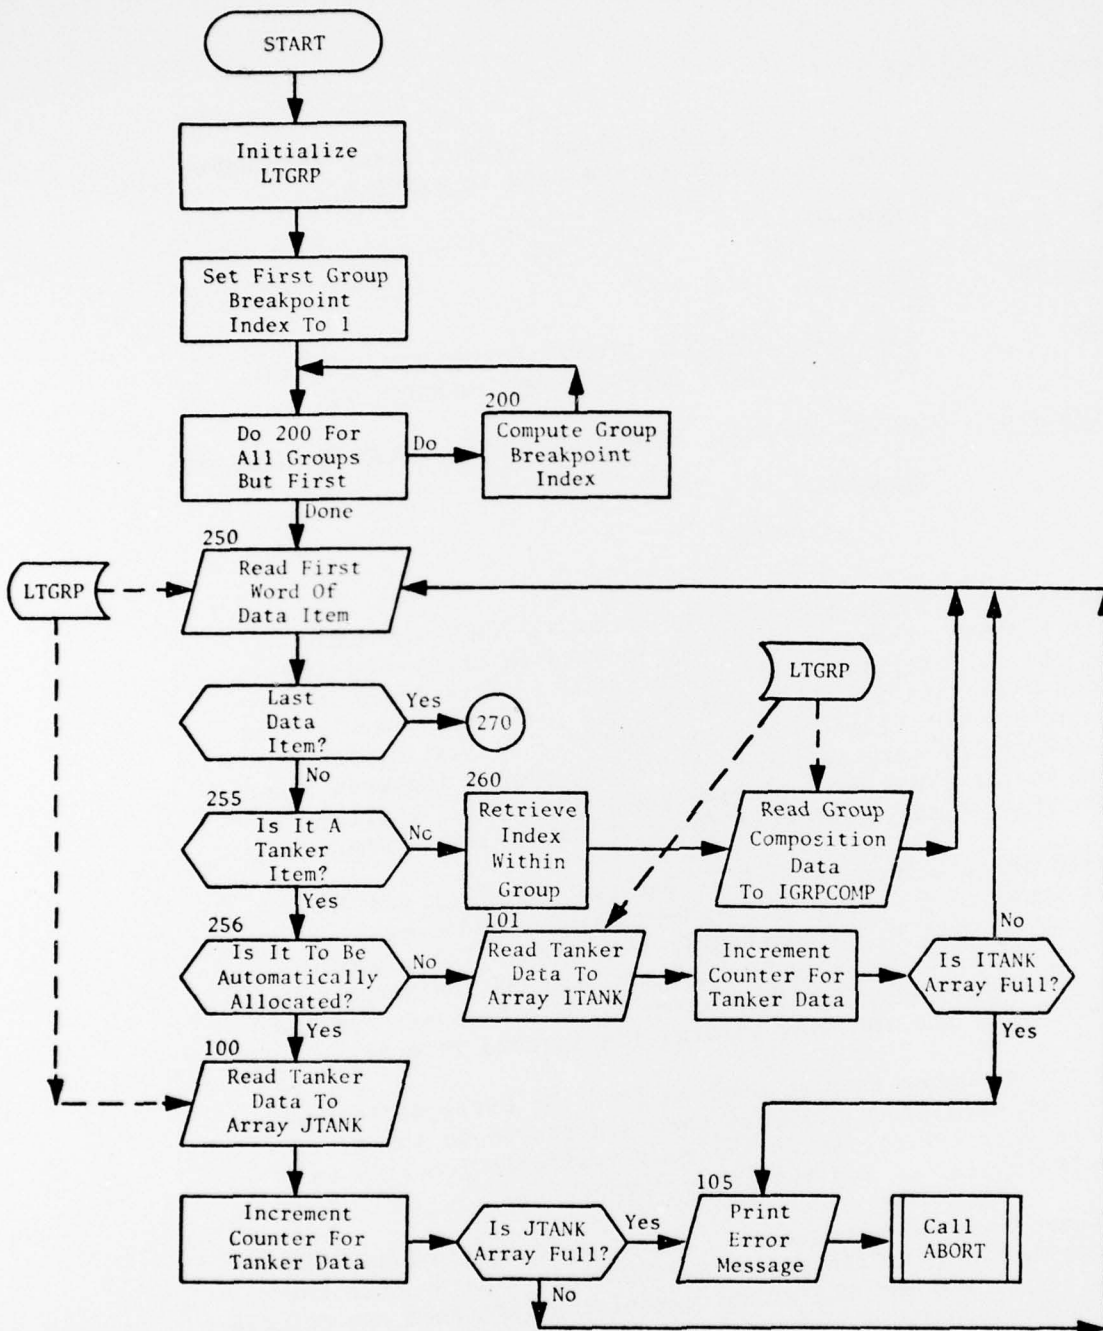 START
Initialize
LTGRP
Set First Group
Breakpoint
Index To 1
200
Do 200 For
All Groups
But First
Do
Compute Group
Breakpoint
Index
Done
250
Read First
Word Of
Data Item
LTGRP
LTGRP
Last
Data
Item?
Yes
270
No
255
Is It A
Tanker
Item?
No
260
Retrieve
Index
Within
Group
Read Group
Composition
Data
To IGRPCOMP
Yes
256
Is It To Be
Automatically
Allocated?
No
101
Read Tanker
Data To
Array ITANK
Increment
Counter For
Tanker Data
No
Is ITANK
Array Full?
Yes
Yes
100
Read Tanker
Data To
Array JTANK
Increment
Counter For
Tanker Data
Is JTANK
Array Full?
Yes
105
Print
Error
Message
Call
ABORT
No